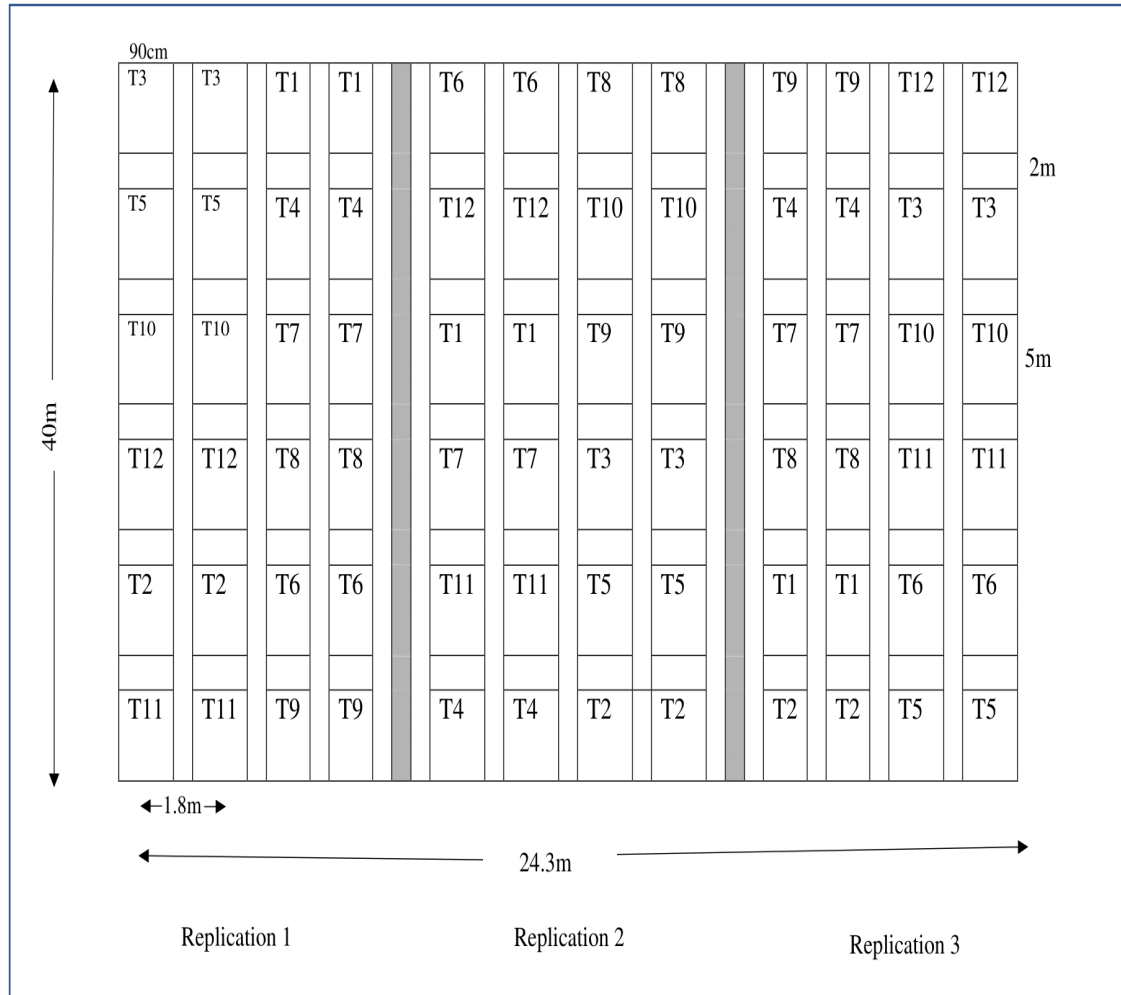 90cm
T3 T3 T1 T1 T6 T6 T8 T8 T9 T9 T12 T12
2m
T5 T5 T4 T4 T12 T12 T10 T10 T4 T4 T3 T3
T10 T10 T7 T7 T1 T1 T9 T9 T7 T7 T10 T10
5m
40m
T12 T12 T8 T8 T7 T7 T3 T3 T8 T8 T11 T11
T2 T2 T6 T6 T11 T11 T5 T5 T1 T1 T6 T6
T11 T11 T9 T9 T4 T4 T2 T2 T2 T2 T5 T5
1.8m
24.3m
Replication 1 Replication 2 Replication 3